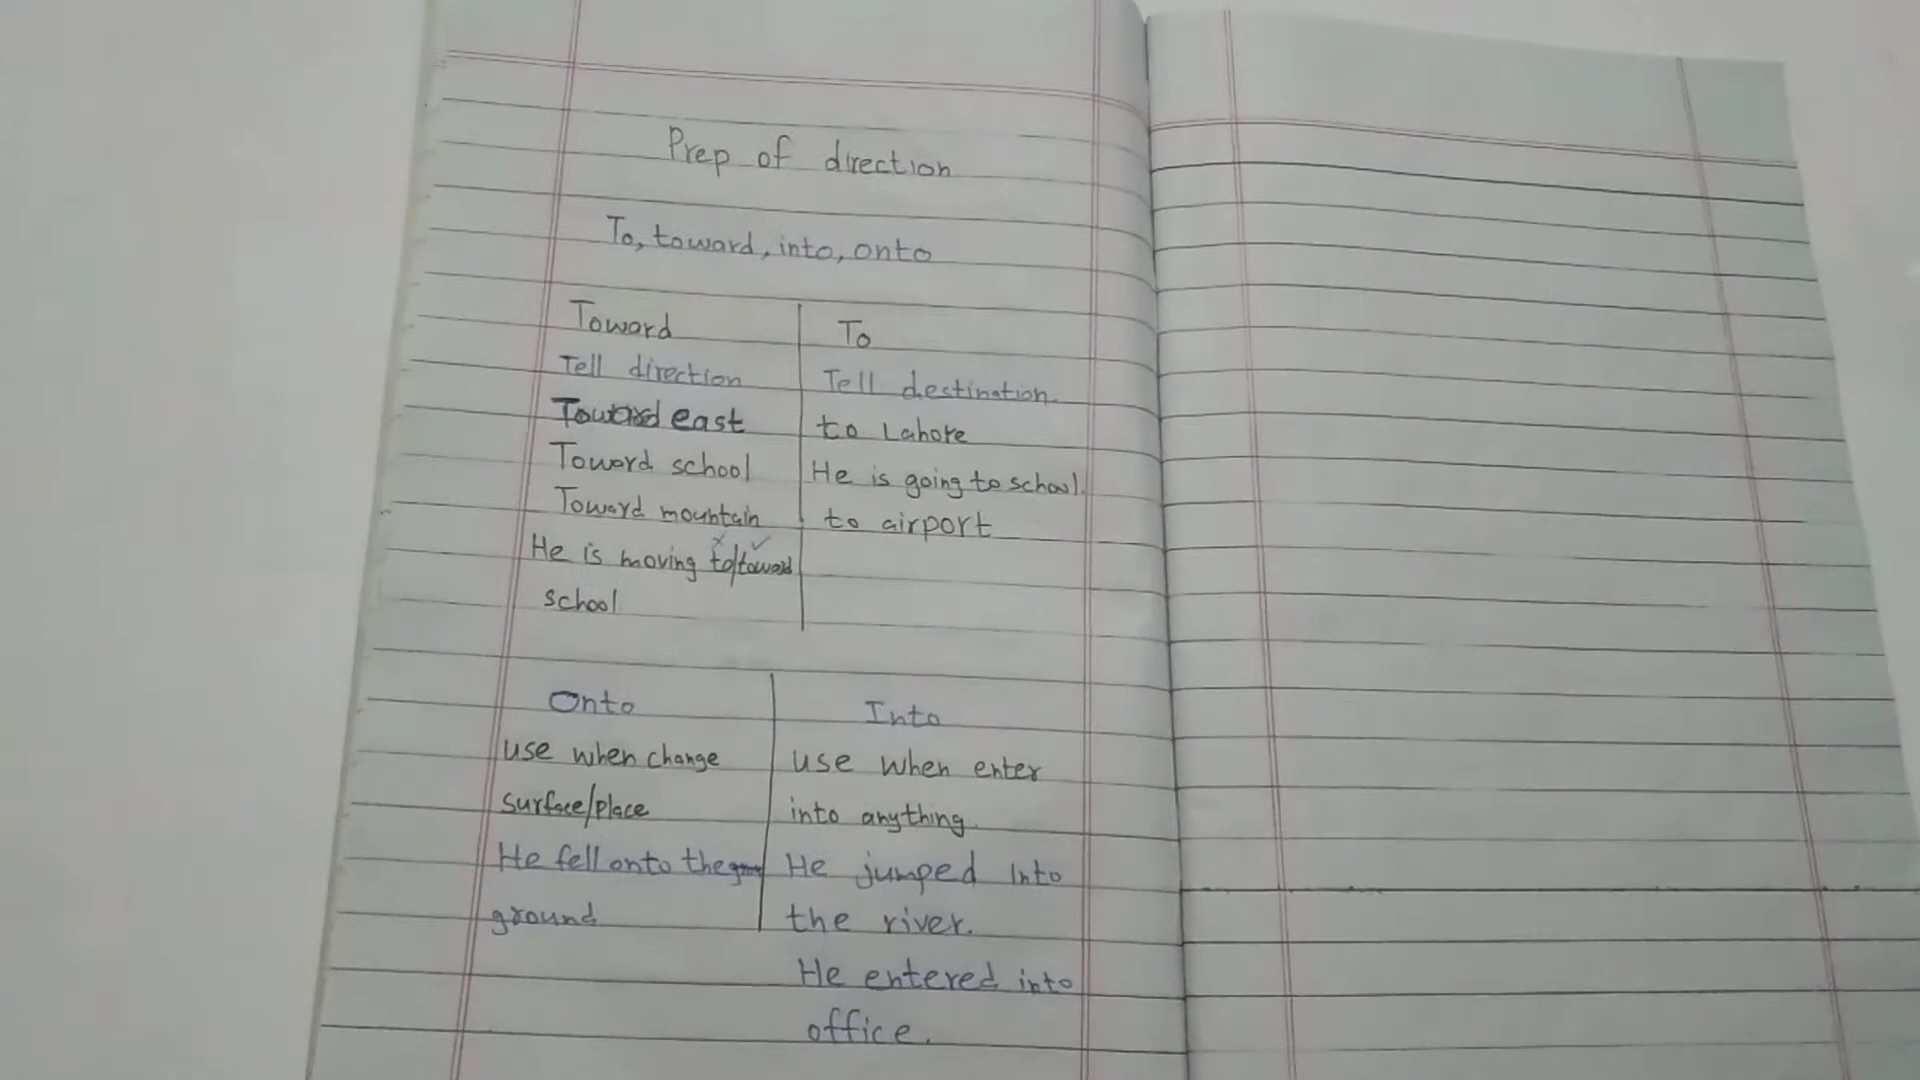 Prep of direction
To, toward, into, onto
Toward
Tell direction
Toward east
Toward school
Toward mountain
He is moving to/toward
school
To
Tell destination.
to Lahore
He is going to school.
to airport
Onto
use when change
surface/place
He fell onto the
ground
Into
use when enter
into anything.
He jumped into
the river.
He entered into
office.